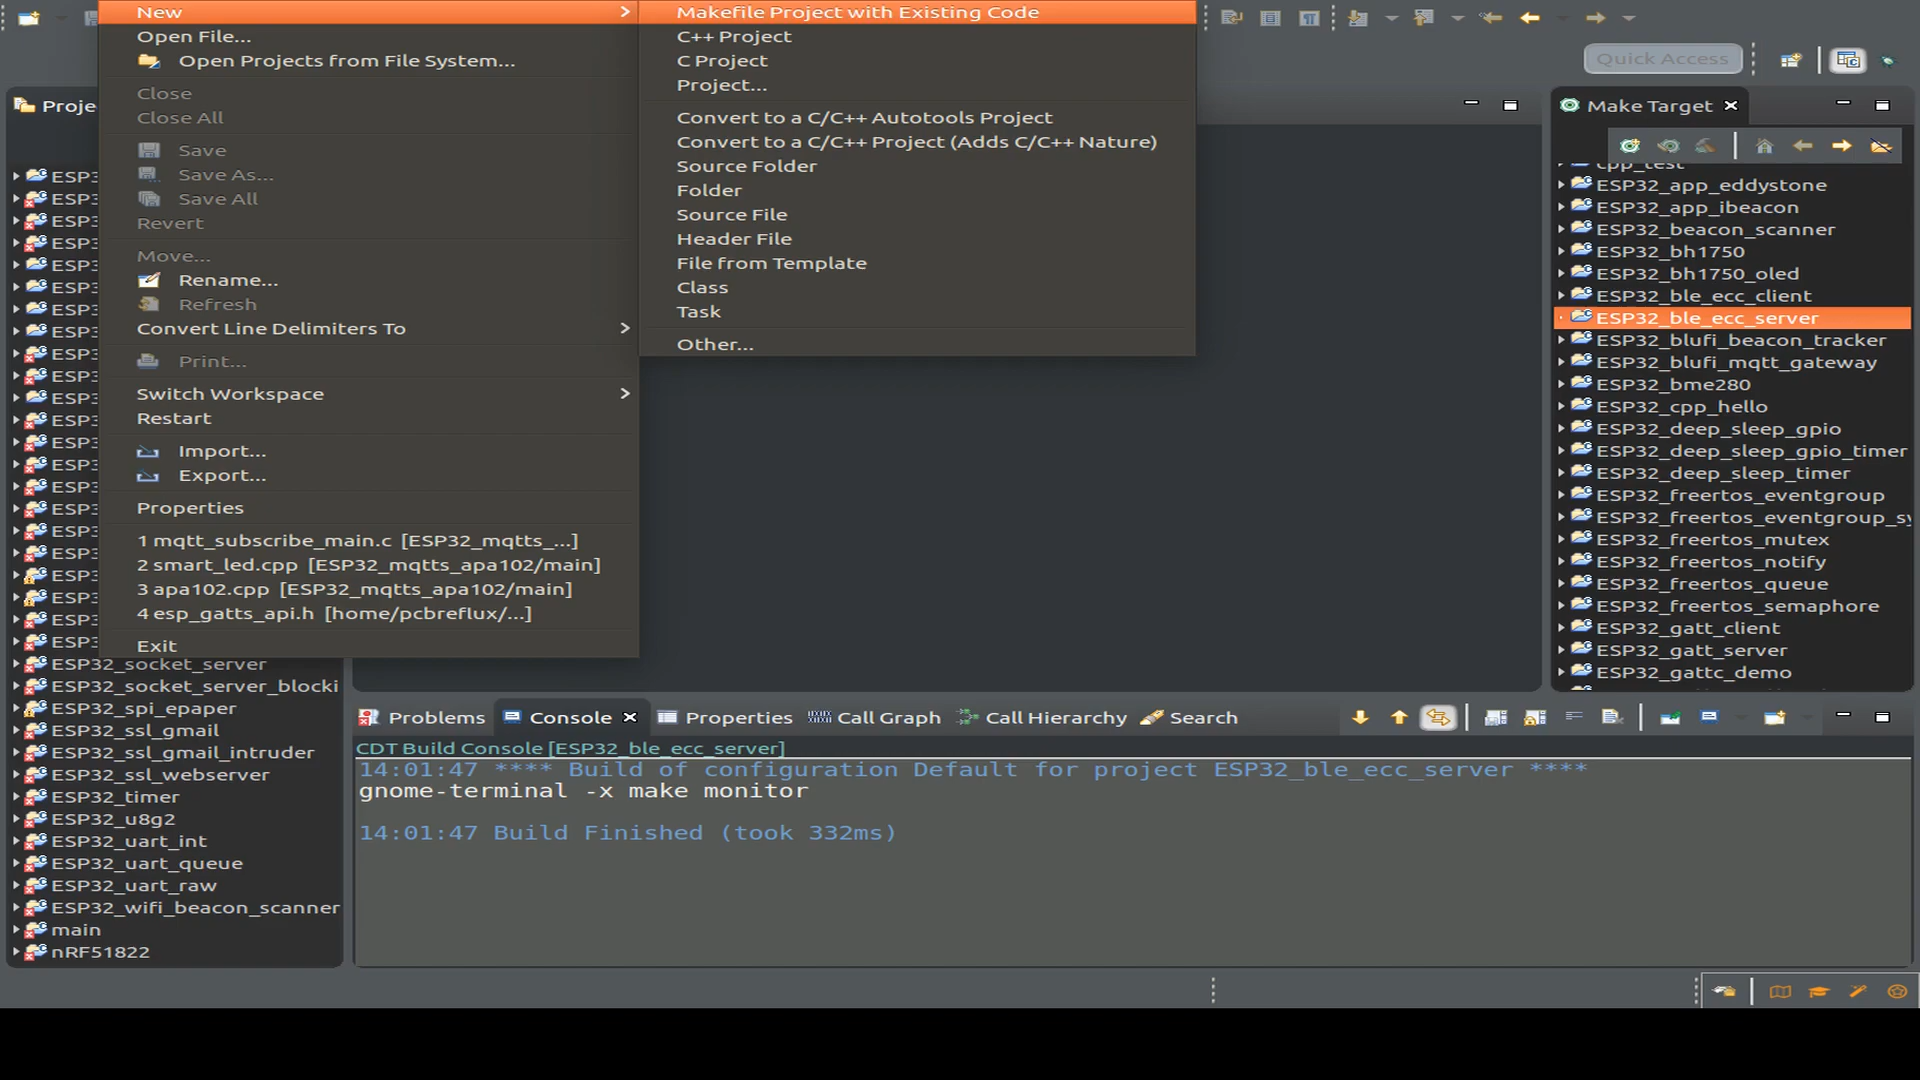 New
Open File...
Open Projects from File System...
Close
Close All
Save
Save As...
Save All
Revert
Move...
Rename...
Refresh
Convert Line Delimiters To
Print...
Switch Workspace
Restart
Import...
Export...
Properties
1 mqtt_subscribe_main.c [ESP32_mqtts_...]
2 smart_led.cpp [ESP32_mqtts_apa102/main]
3 apa102.cpp [ESP32_mqtts_apa102/main]
4 esp_gatts_api.h [home/pcbreflux/...]
Exit
Makefile Project with Existing Code
C++ Project
C Project
Project...
Convert to a C/C++ Autotools Project
Convert to a C/C++ Project (Adds C/C++ Nature)
Source Folder
Folder
Source File
Header File
File from Template
Class
Task
Other...
Quick Access
ESP32_socket_server
ESP32_socket_server_blocki
ESP32_spi_epaper
ESP32_ssl_gmail
ESP32_ssl_gmail_intruder
ESP32_ssl_webserver
ESP32_timer
ESP32_u8g2
ESP32_uart_int
ESP32_uart_queue
ESP32_uart_raw
ESP32_wifi_beacon_scanner
main
nRF51822
Make Target
cpp_test
ESP32_app_eddystone
ESP32_app_ibeacon
ESP32_beacon_scanner
ESP32_bh1750
ESP32_bh1750_oled
ESP32_ble_ecc_client
ESP32_ble_ecc_server
ESP32_blufi_beacon_tracker
ESP32_blufi_mqtt_gateway
ESP32_bme280
ESP32_cpp_hello
ESP32_deep_sleep_gpio
ESP32_deep_sleep_gpio_timer
ESP32_deep_sleep_timer
ESP32_freertos_eventgroup
ESP32_freertos_eventgroup_sy
ESP32_freertos_mutex
ESP32_freertos_notify
ESP32_freertos_queue
ESP32_freertos_semaphore
ESP32_gatt_client
ESP32_gatt_server
ESP32_gattc_demo
Problems Console Properties Call Graph Call Hierarchy Search
CDT Build Console [ESP32_ble_ecc_server]
14:01:47 **** Build of configuration Default for project ESP32_ble_ecc_server ****
gnome-terminal -x make monitor
14:01:47 Build Finished (took 332ms)